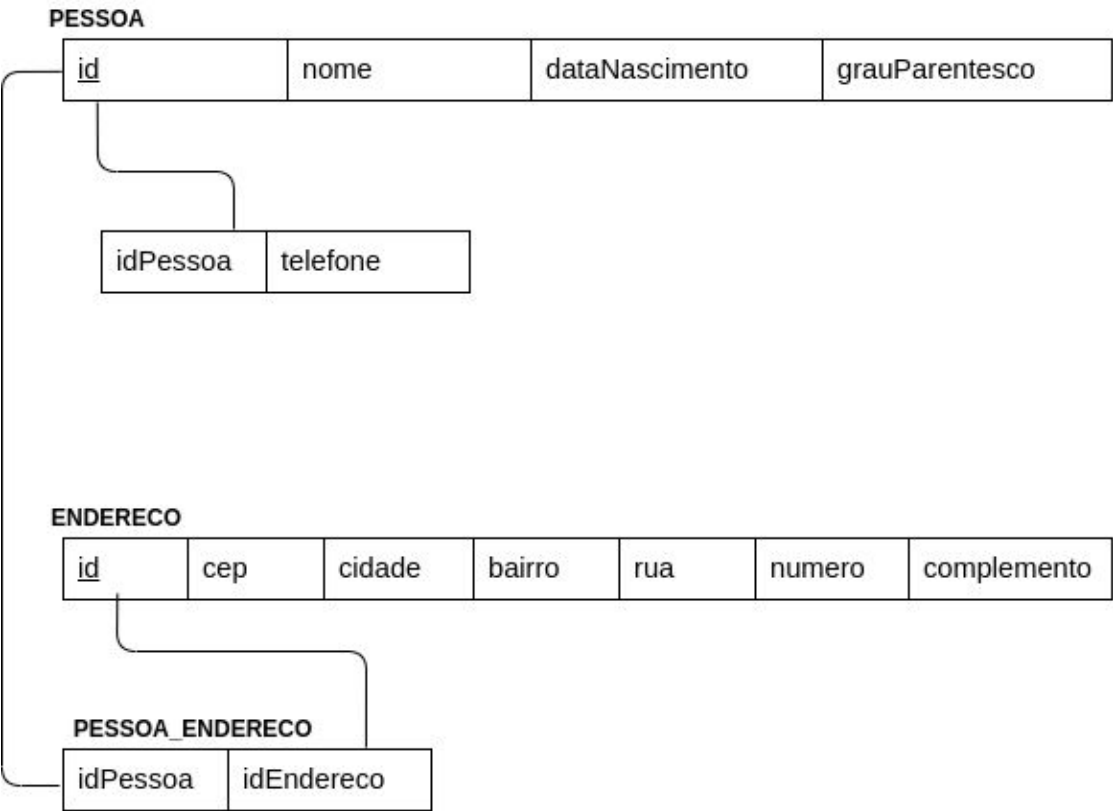 PESSOA
id nome dataNascimento grauParentesco
idPessoa telefone
ENDERECO
id cep cidade bairro rua numero complemento
PESSOA_ENDERECO
idPessoa idEndereco